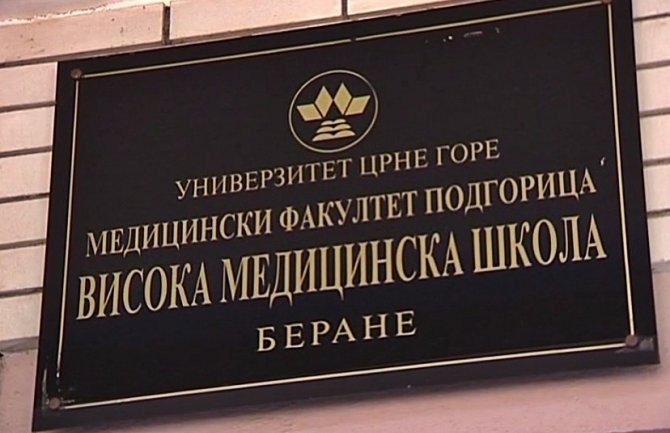 УНИВЕРЗИТЕТ ЦРНЕ ГОРЕ
МЕДИЦИНСКИ ФАКУЛТЕТ ПОДГОРИЦА
ВИСОКА МЕДИЦИНСКА ШКОЛА
БЕРАНЕ